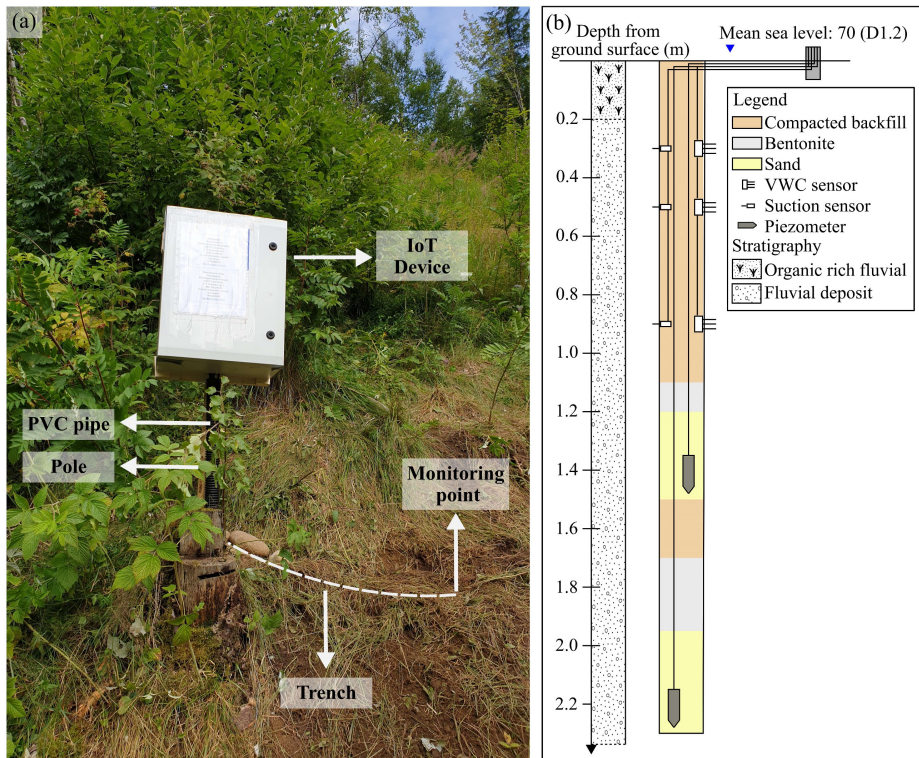 (a)
IoT
Device
PVC pipe
Pole
Monitoring
point
Trench
(b)
Depth from
ground surface (m)
Mean sea level: 70 (D1.2)
0.2
0.4
0.6
0.8
1.0
1.2
1.4
1.6
1.8
2.0
2.2
Legend
Compacted backfill
Bentonite
Sand
VWC sensor
Suction sensor
Piezometer
Stratigraphy
Organic rich fluvial
Fluvial deposit